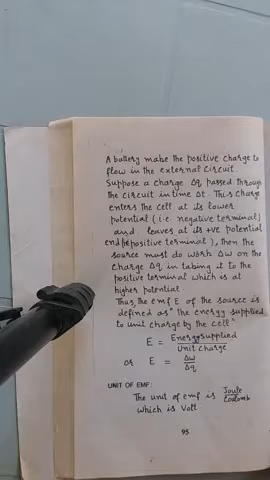 A battery make the positive charge to
flow in the external circuit.
Suppose a charge Δq, passed through
the circuit in time Δt. This charge
enters the cell at its lower
potential (i.e. negative terminal)
and leaves at its +ve potential
end (positive terminal), then the
source must do work Δw on the
charge Δq, in taking it to the
positive terminal which is at
higher potential.
Thus the emf E of the source is
defined as "the energy supplied
to unit charge by the cell"
E = Energy supplied / Unit charge
or E = Δw / Δq
UNIT OF EMF:
The unit of emf is Joule / Coulomb
which is Volt
95